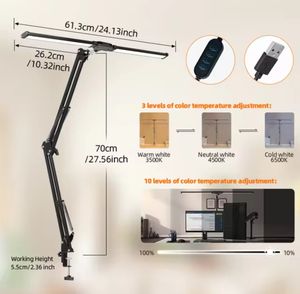 61.3cm/24.13inch
26.2cm
/10.32inch
70cm
/27.56inch
Working Height
5.5cm/2.36 inch
3 levels of color temperature adjustment:
Warm white
3500K
Neutral white
4500K
Cold white
6500K
10 levels of color temperature adjustment:
100%
10%